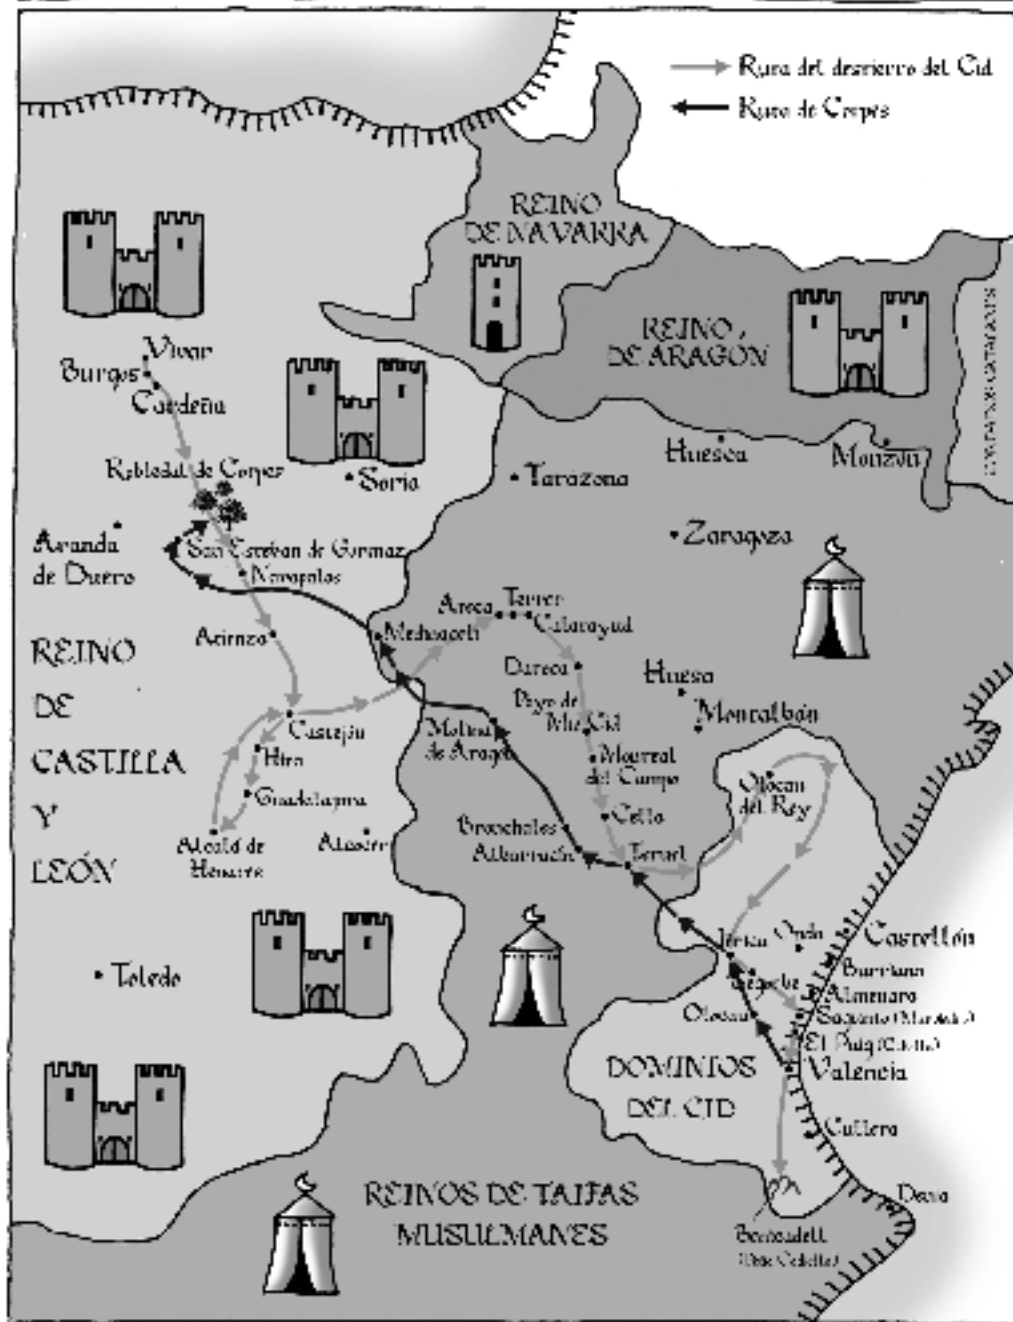 Ruta del destierro del Cid
Ruta de Corpes
REINO
DE NAVARRA
REINO
DE ARAGÓN
CONDADOS CATALANES
Vivar
Burgos
Cardeña
Robledal de Corpes
Soria
Tarazona
Huesca
Monzón
Zaragoza
Aranda
de Duero
San Esteban de Gormaz
Navapalos
Atienza
Medinaceli
Terrer
Calatayud
Daroca
Huesa
Poyo de
Mio Cid
Montalbán
Molina
de Aragón
Monreal
del Campo
Castejón
Hita
Guadalajara
Alcalá de
Henares
REINO
DE
CASTILLA
Y
LEÓN
Olocau
del Rey
Cella
Bronchales
Albarracín
Teruel
Jérica
Onda
Castellón
Burriana
Segorbe
Almenara
Olocau
Sagunto
El Puig
Valencia
Toledo
DOMINIOS
DEL CID
Cullera
Denia
REINOS DE TAIFAS
MUSULMANES